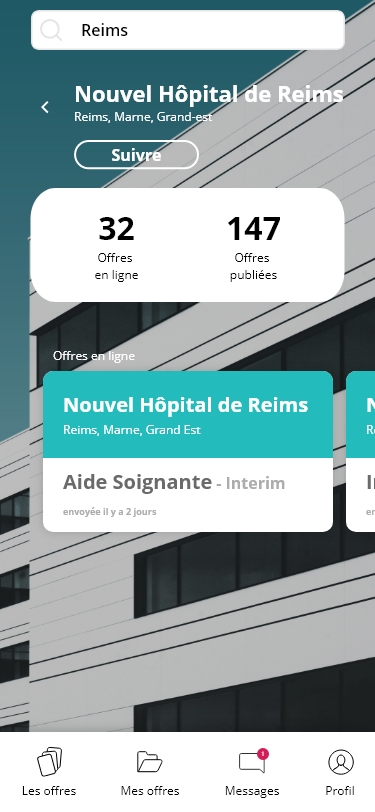 Reims
Nouvel Hôpital de Reims
Reims, Marne, Grand-est
Suivre
32
Offres
en ligne
147
Offres
publiées
Offres en ligne
Nouvel Hôpital de Reims
Reims, Marne, Grand Est
Aide Soignante - Interim
envoyée il y a 2 jours
Les offres
Mes offres
1
Messages
Profil